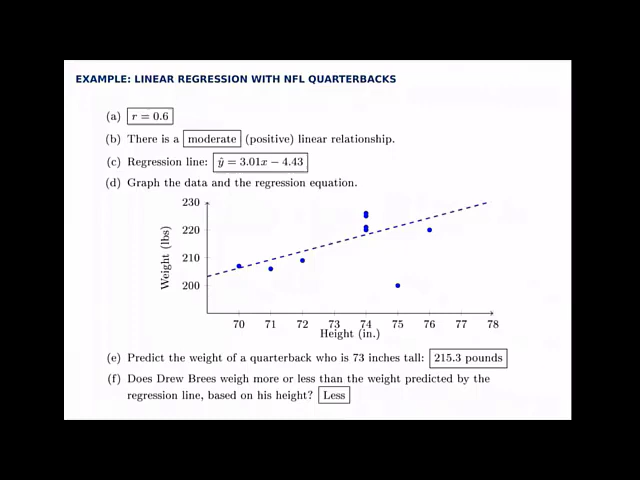 EXAMPLE: LINEAR REGRESSION WITH NFL QUARTERBACKS
(a) r = 0.6
(b) There is a moderate (positive) linear relationship.
(c) Regression line: ŷ = 3.01x − 4.43
(d) Graph the data and the regression equation.
230
220
210
200
Weight (lbs)
70 71 72 73 74 75 76 77 78
Height (in.)
(e) Predict the weight of a quarterback who is 73 inches tall: 215.3 pounds
(f) Does Drew Brees weigh more or less than the weight predicted by the
regression line, based on his height? Less